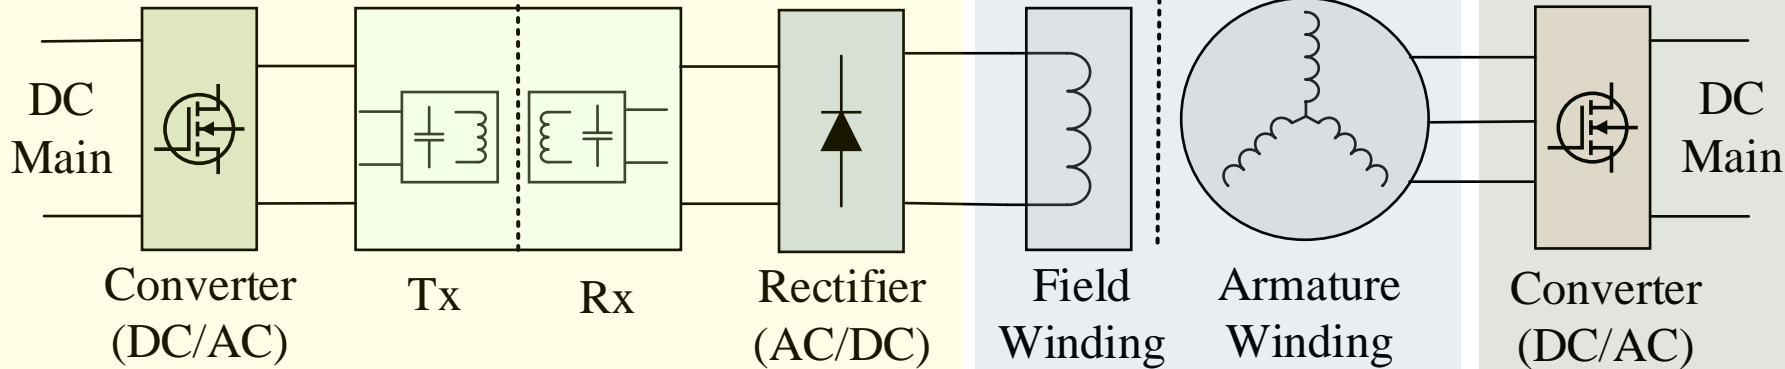 DC
Main
Converter
(DC/AC)
Tx
Rx
Rectifier
(AC/DC)
Field
Winding
Armature
Winding
Converter
(DC/AC)
DC
Main